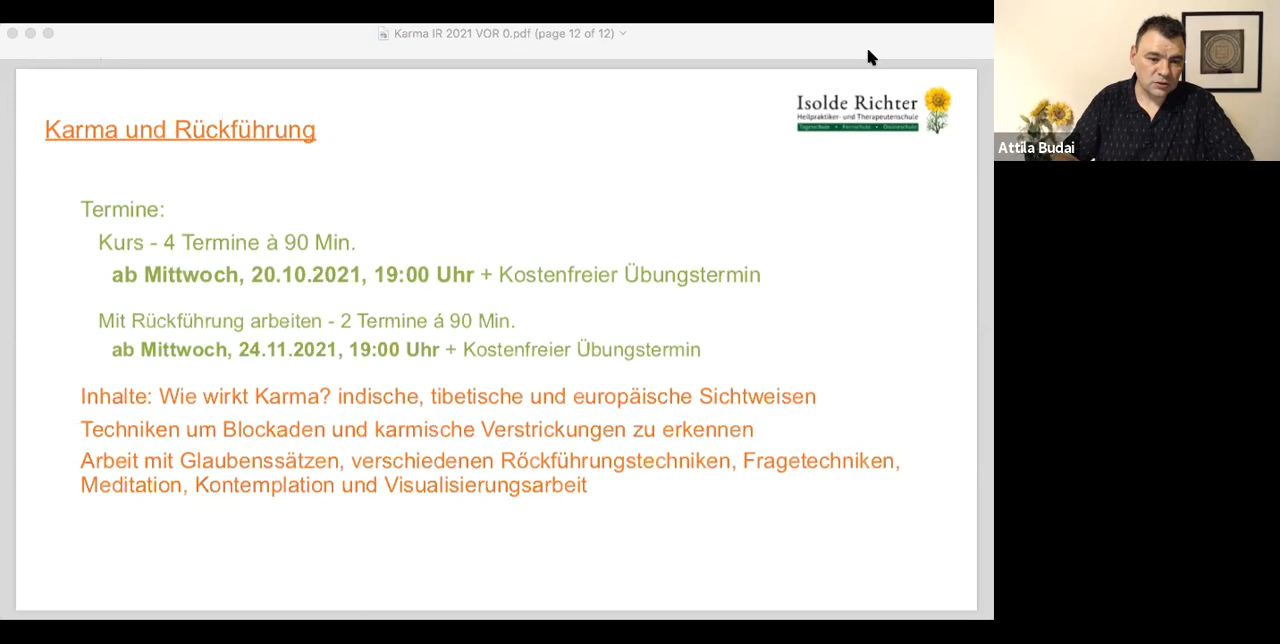 Karma IR 2021 VOR 0.pdf (page 12 of 12)
Karma und Rückführung
Isolde Richter
Heilpraktiker- und Therapeutenschule
Tagesschule • Fernschule • Onlineschule
Attila Budai
Termine:
Kurs - 4 Termine à 90 Min.
ab Mittwoch, 20.10.2021, 19:00 Uhr + Kostenfreier Übungstermin
Mit Rückführung arbeiten - 2 Termine á 90 Min.
ab Mittwoch, 24.11.2021, 19:00 Uhr + Kostenfreier Übungstermin
Inhalte: Wie wirkt Karma? indische, tibetische und europäische Sichtweisen
Techniken um Blockaden und karmische Verstrickungen zu erkennen
Arbeit mit Glaubenssätzen, verschiedenen Rőckführungstechniken, Fragetechniken,
Meditation, Kontemplation und Visualisierungsarbeit